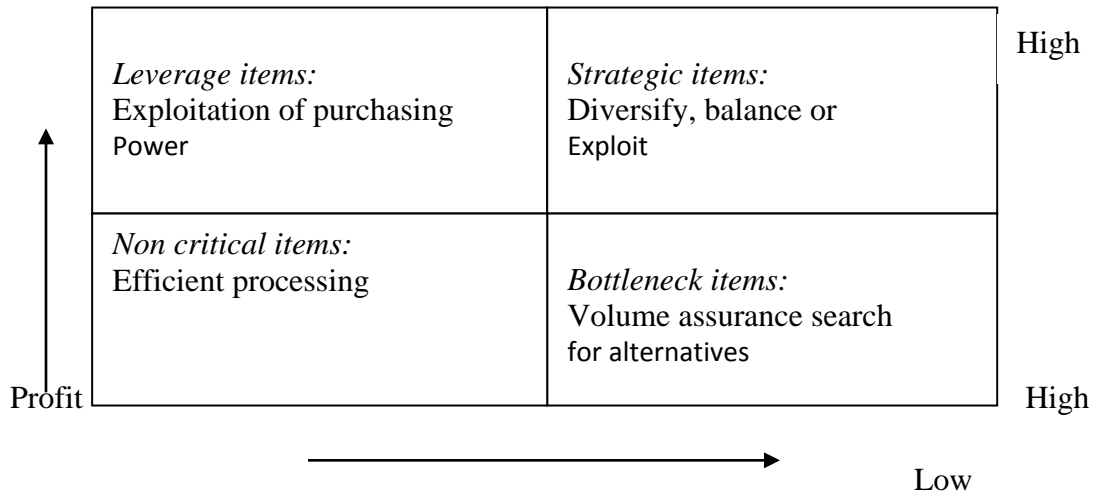 High
Leverage items:
Exploitation of purchasing
Power
Strategic items:
Diversify, balance or
Exploit
Non critical items:
Efficient processing
Bottleneck items:
Volume assurance search
for alternatives
Profit
High
Low